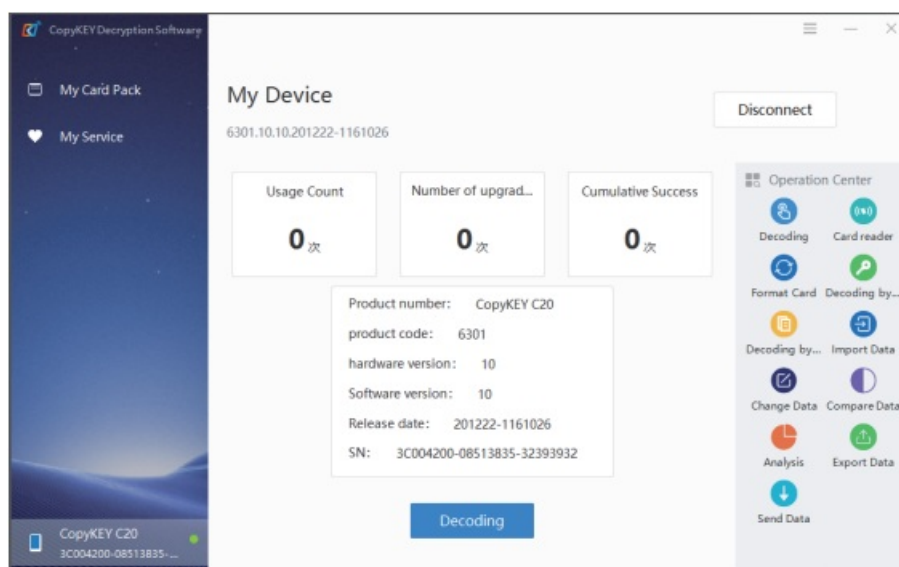 CopyKEY Decryption Software
My Card Pack
My Service
My Device
6301.10.10.201222-1161026
Disconnect
Usage Count
0次
Number of upgrad...
0次
Cumulative Success
0次
Product number: CopyKEY C20
product code: 6301
hardware version: 10
Software version: 10
Release date: 201222-1161026
SN: 3C004200-08513835-32393932
Decoding
Operation Center
Decoding
Card reader
Format Card
Decoding by...
Decoding by...
Import Data
Change Data
Compare Data
Analysis
Export Data
Send Data
CopyKEY C20
3C004200-08513835-...